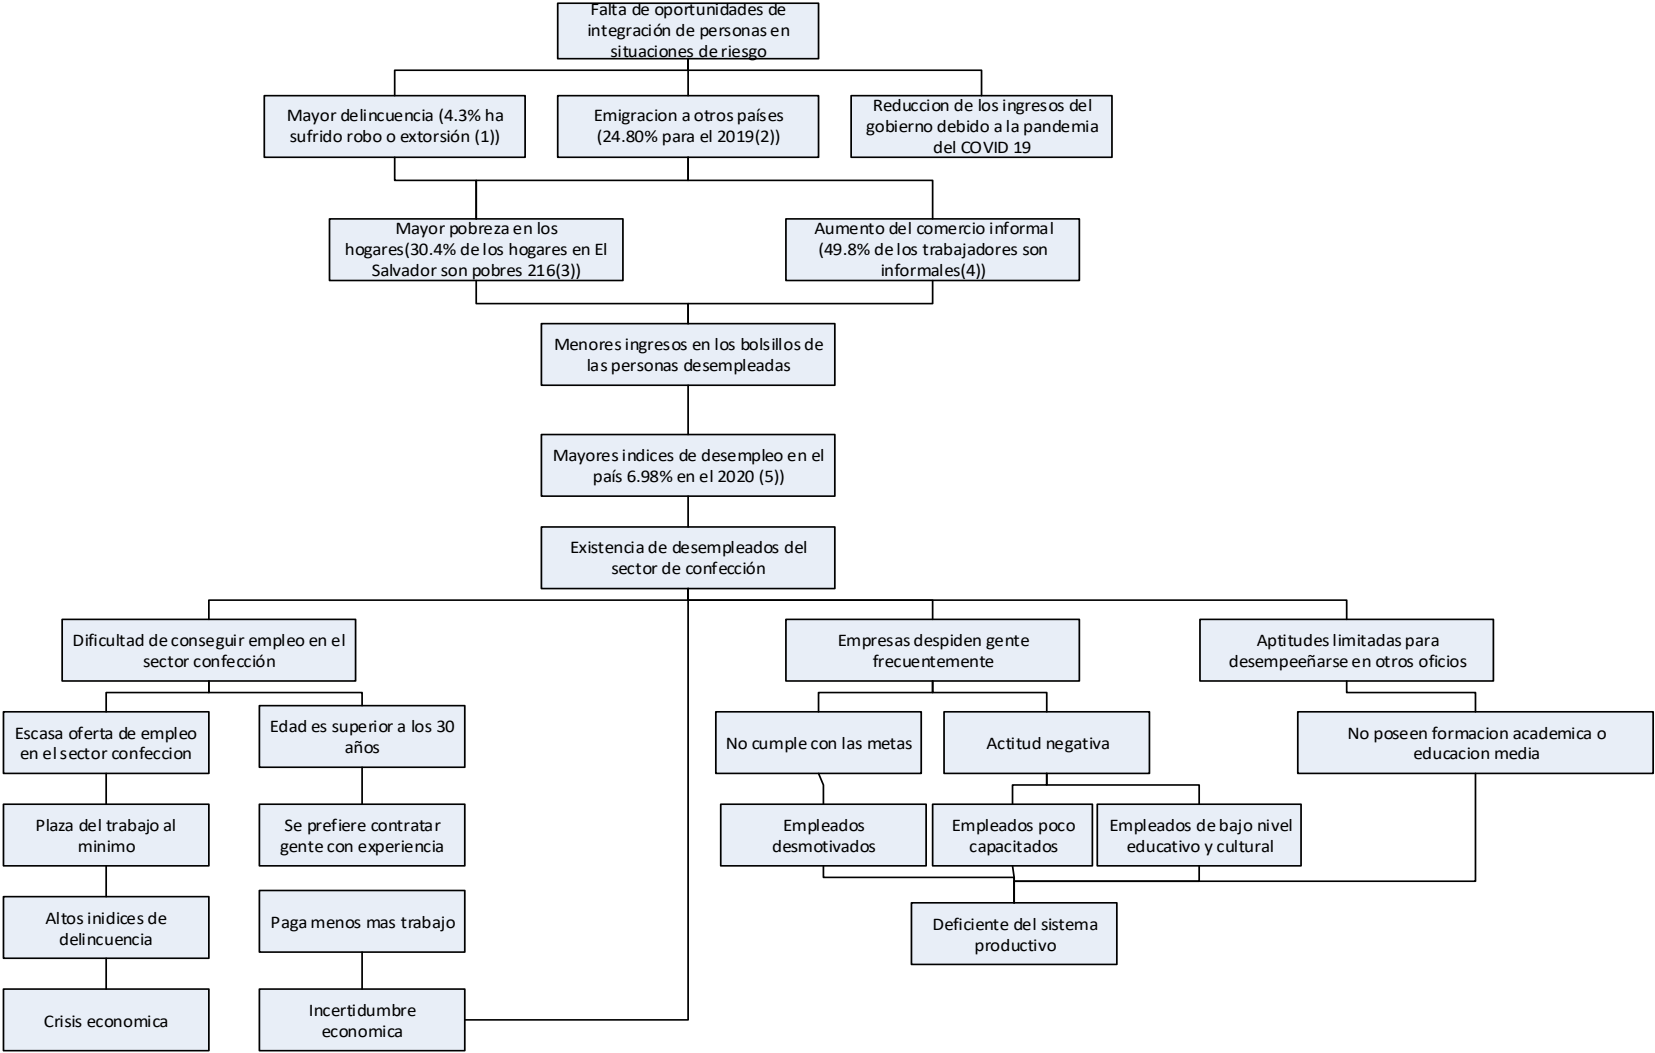 Falta de oportunidades de
integración de personas en
situaciones de riesgo
Mayor delincuencia (4.3% ha
sufrido robo o extorsión (1))
Emigracion a otros países
(24.80% para el 2019(2))
Reduccion de los ingresos del
gobierno debido a la pandemia
del COVID 19
Mayor pobreza en los
hogares(30.4% de los hogares en El
Salvador son pobres 216(3))
Aumento del comercio informal
(49.8% de los trabajadores son
informales(4))
Menores ingresos en los bolsillos de
las personas desempleadas
Mayores indices de desempleo en el
país 6.98% en el 2020 (5))
Existencia de desempleados del
sector de confección
Dificultad de conseguir empleo en el
sector confección
Empresas despiden gente
frecuentemente
Aptitudes limitadas para
desempeeñarse en otros oficios
Escasa oferta de empleo
en el sector confeccion
Edad es superior a los 30
años
No cumple con las metas
Actitud negativa
No poseen formacion academica o
educacion media
Plaza del trabajo al
minimo
Se prefiere contratar
gente con experiencia
Empleados
desmotivados
Empleados poco
capacitados
Empleados de bajo nivel
educativo y cultural
Altos inidices de
delincuencia
Paga menos mas trabajo
Deficiente del sistema
productivo
Crisis economica
Incertidumbre
economica